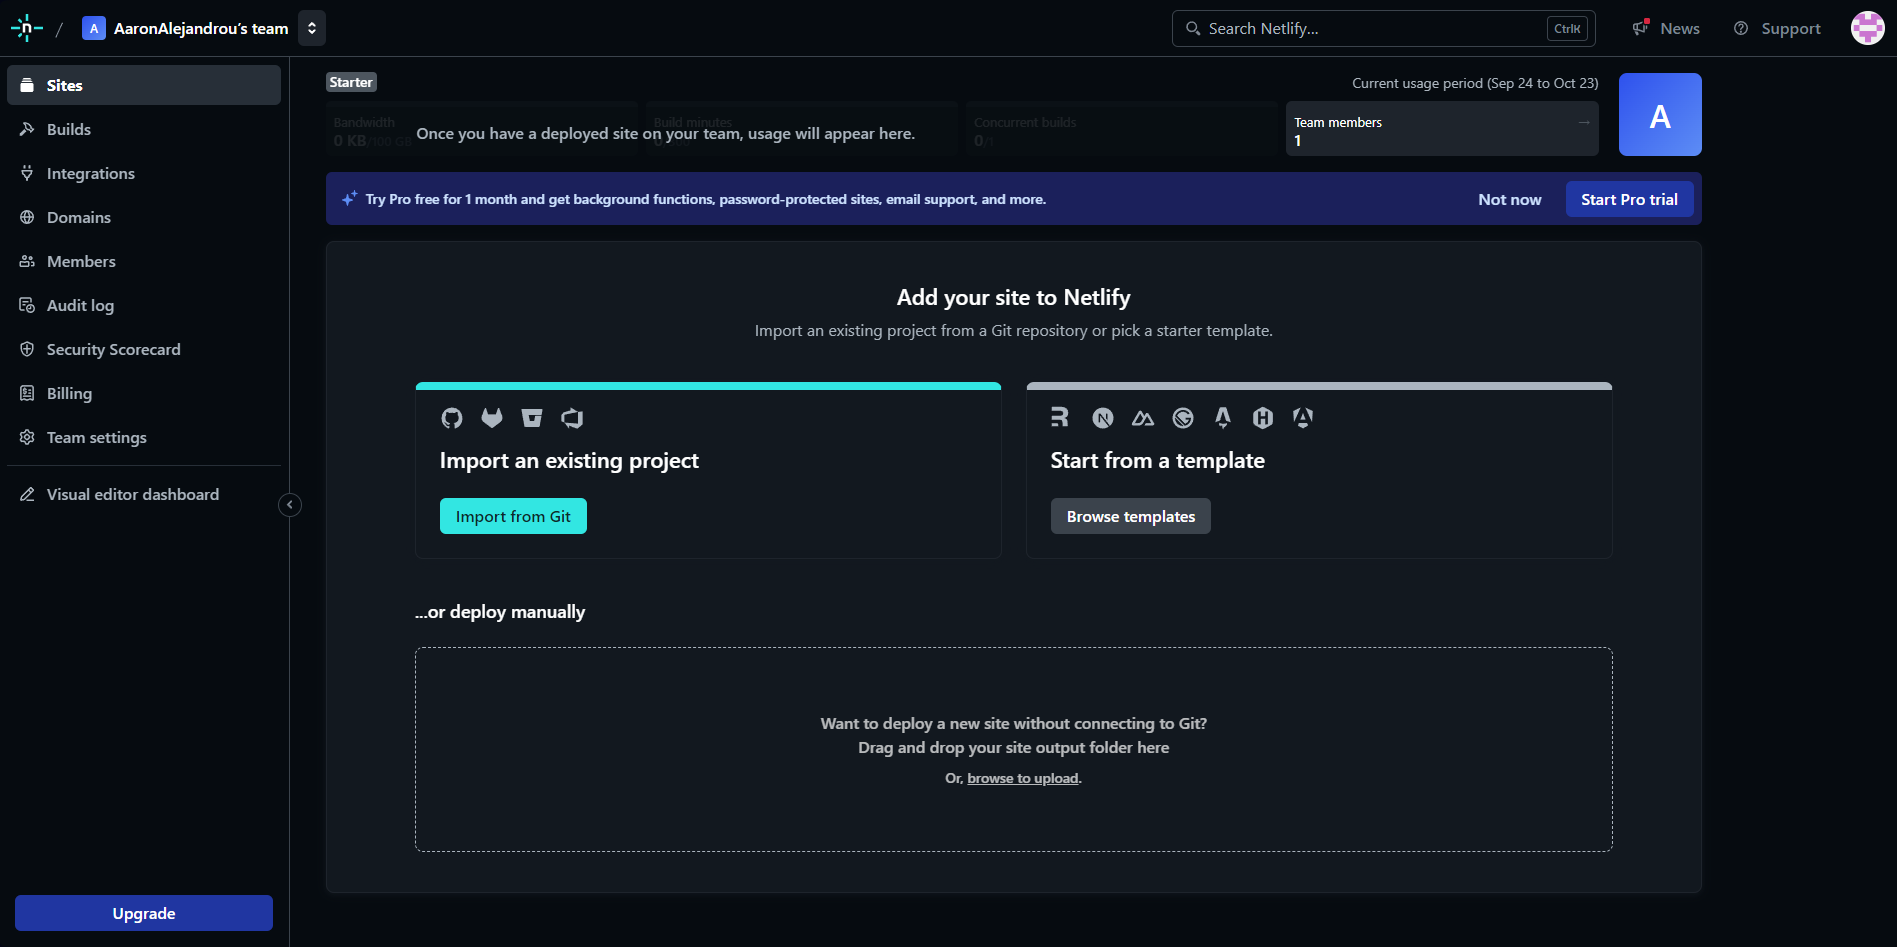 n
/
A
AaronAlejandrou's team
Search Netlify...
CtrlK
News
Support
Sites
Builds
Integrations
Domains
Members
Audit log
Security Scorecard
Billing
Team settings
Visual editor dashboard
Upgrade
Starter
Current usage period (Sep 24 to Oct 23)
Bandwidth
0 KB/100 GB
Build minutes
Once you have a deployed site on your team, usage will appear here.
Concurrent builds
0/1
Team members →
1
A
Try Pro free for 1 month and get background functions, password-protected sites, email support, and more.
Not now
Start Pro trial
Add your site to Netlify
Import an existing project from a Git repository or pick a starter template.
Import an existing project
Import from Git
Start from a template
Browse templates
...or deploy manually
Want to deploy a new site without connecting to Git?
Drag and drop your site output folder here
Or, browse to upload.